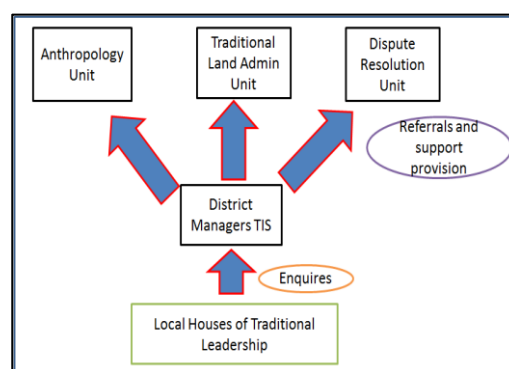 Anthropology
Unit
Traditional
Land Admin
Unit
Dispute
Resolution
Unit
Referrals and
support
provision
District
Managers TIS
Enquires
Local Houses of Traditional
Leadership